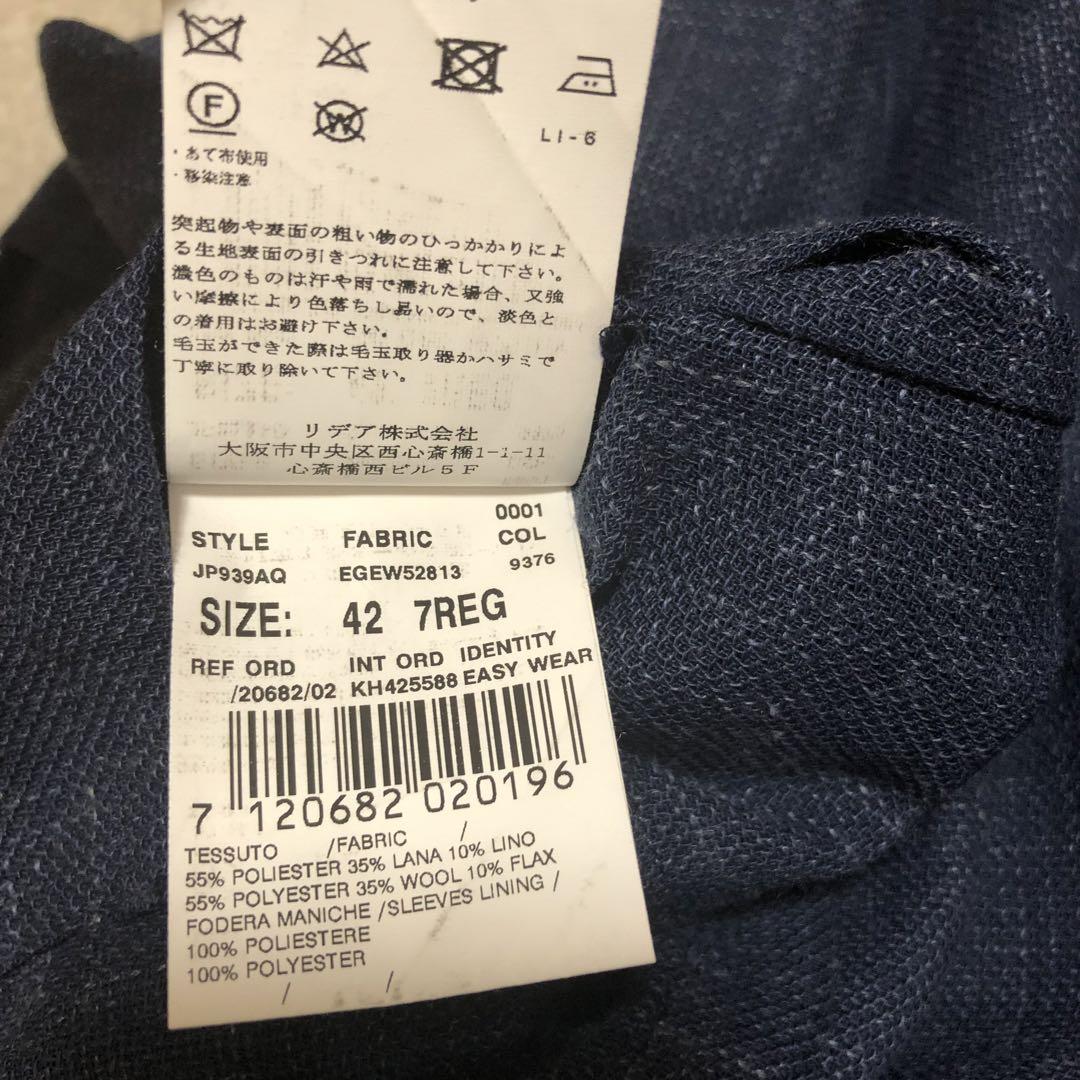 F
W
LI-6
・あて布使用
・移染注意
突起物や表面の粗い物のひっかかりによ
る生地表面の引きつれに注意して下さい。
濃色のものは汗や雨で濡れた場合、又強
い摩擦により色落ちし易いので、淡色と
の着用はお避け下さい。
毛玉ができた際は毛玉取り器かハサミで
丁寧に取り除いて下さい。
リデア株式会社
大阪市中央区西心斎橋1-1-11
心斎橋西ビル5F
0001
STYLE FABRIC COL
JP939AQ EGEW52813 9376
SIZE: 42 7REG
REF ORD INT ORD IDENTITY
/20682/02 KH425588 EASY WEAR
7 120682 020196
TESSUTO /FABRIC /
55% POLIESTER 35% LANA 10% LINO
55% POLYESTER 35% WOOL 10% FLAX
FODERA MANICHE /SLEEVES LINING /
100% POLIESTERE
100% POLYESTER
/ /